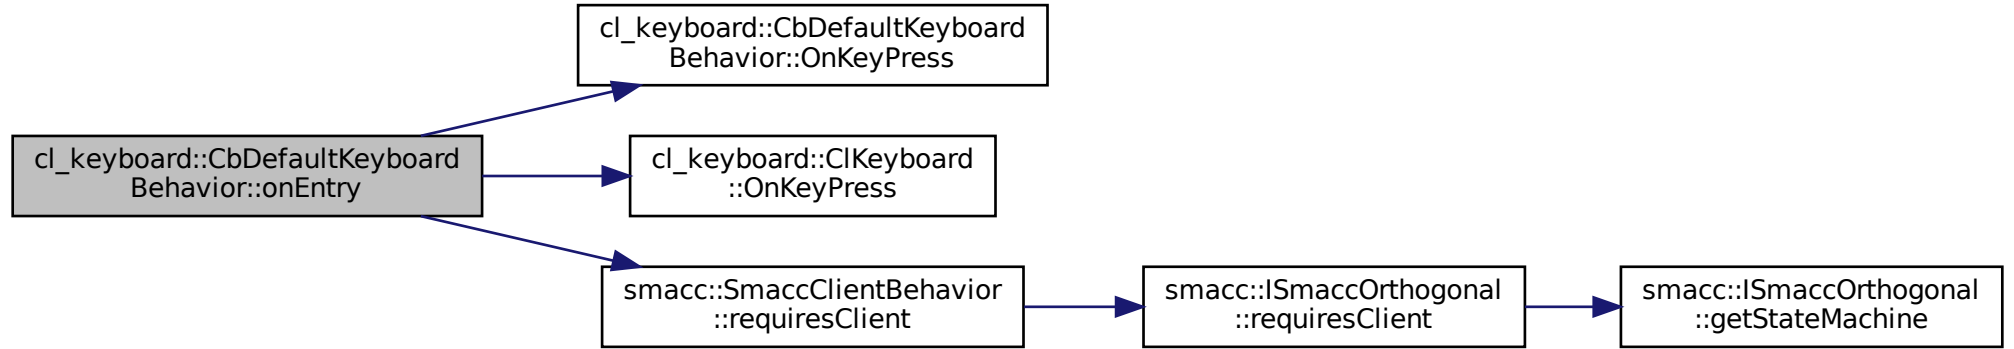 cl_keyboard::CbDefaultKeyboard
Behavior::OnKeyPress
cl_keyboard::CbDefaultKeyboard
Behavior::onEntry
cl_keyboard::ClKeyboard
::OnKeyPress
smacc::SmaccClientBehavior
::requiresClient
smacc::ISmaccOrthogonal
::requiresClient
smacc::ISmaccOrthogonal
::getStateMachine